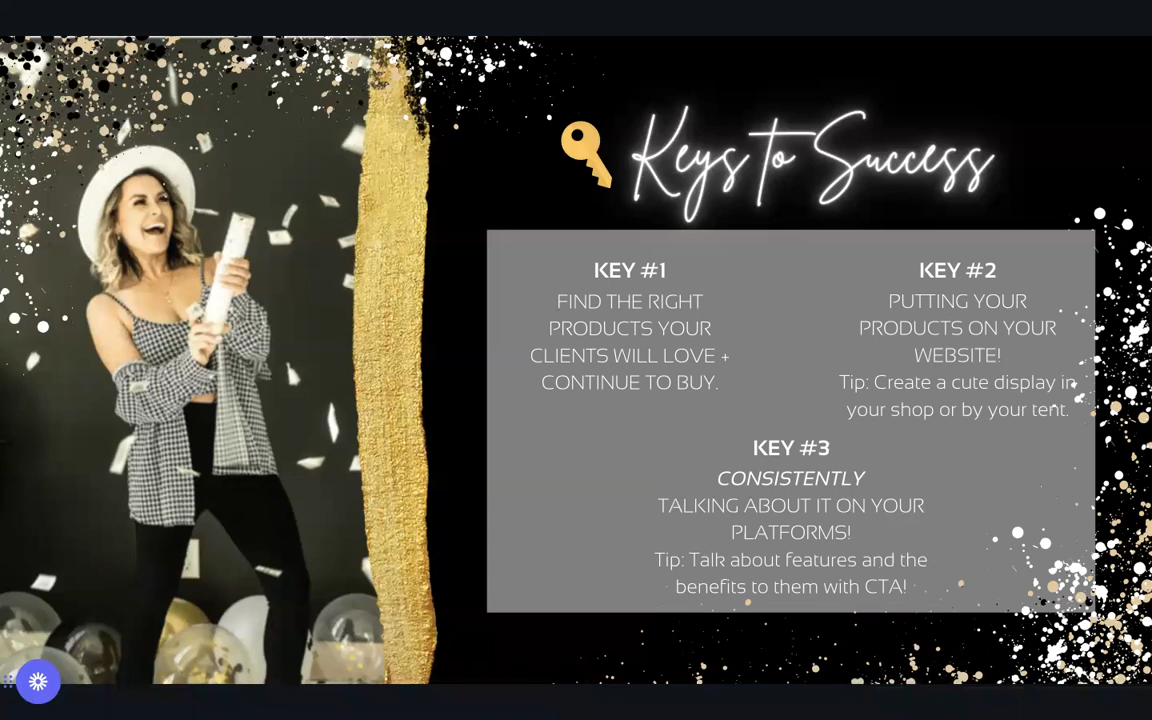 Keys to Success
KEY #1
FIND THE RIGHT
PRODUCTS YOUR
CLIENTS WILL LOVE +
CONTINUE TO BUY.
KEY #2
PUTTING YOUR
PRODUCTS ON YOUR
WEBSITE!
Tip: Create a cute display in
your shop or by your tent.
KEY #3
CONSISTENTLY
TALKING ABOUT IT ON YOUR
PLATFORMS!
Tip: Talk about features and the
benefits to them with CTA!